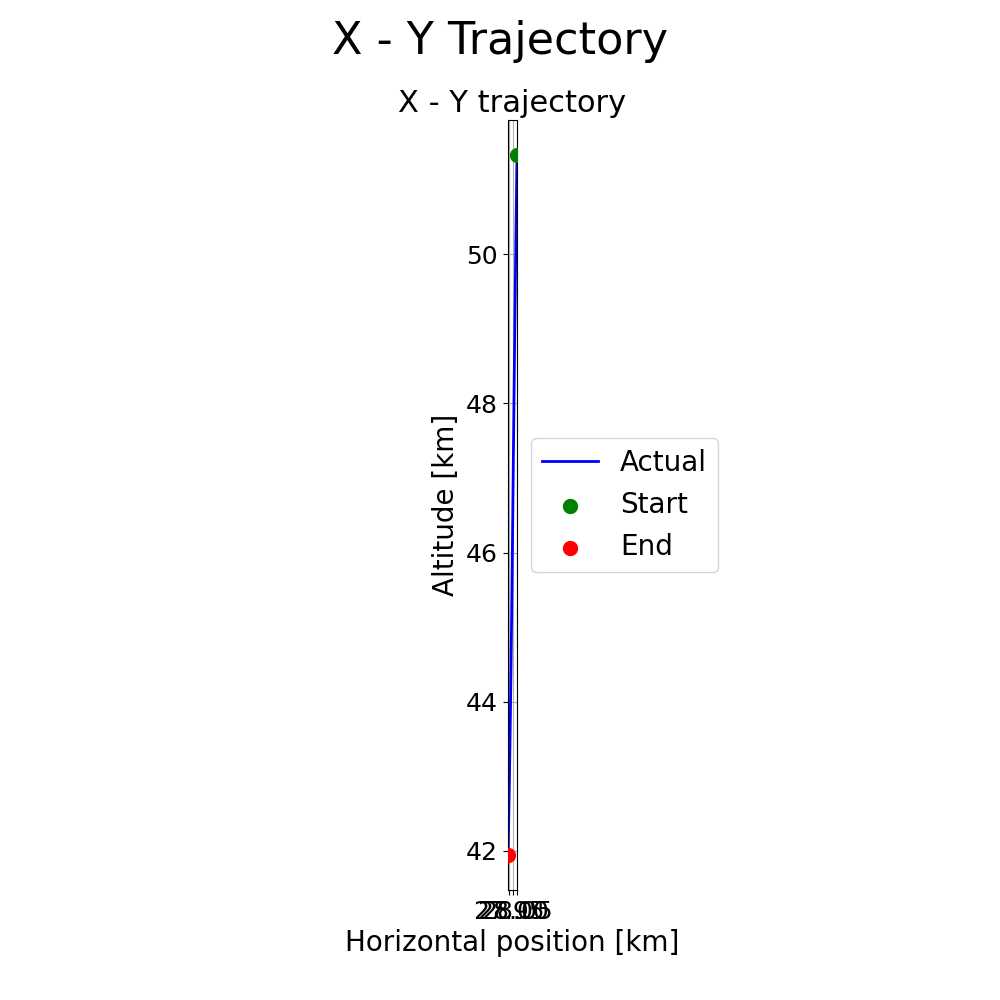 X - Y Trajectory
X - Y trajectory
50
48
46
44
42
Altitude [km]
Actual
Start
End
Horizontal position [km]